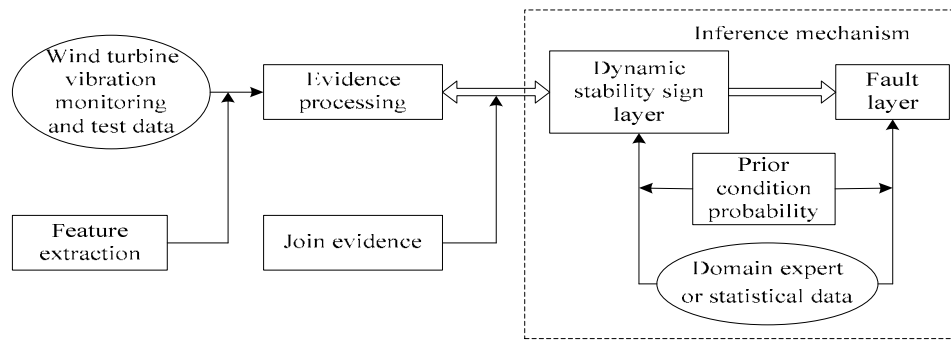 Wind turbine
vibration
monitoring
and test data
Evidence
processing
Inference mechanism
Dynamic
stability sign
layer
Fault
layer
Prior
condition
probability
Feature
extraction
Join evidence
Domain expert
or statistical data